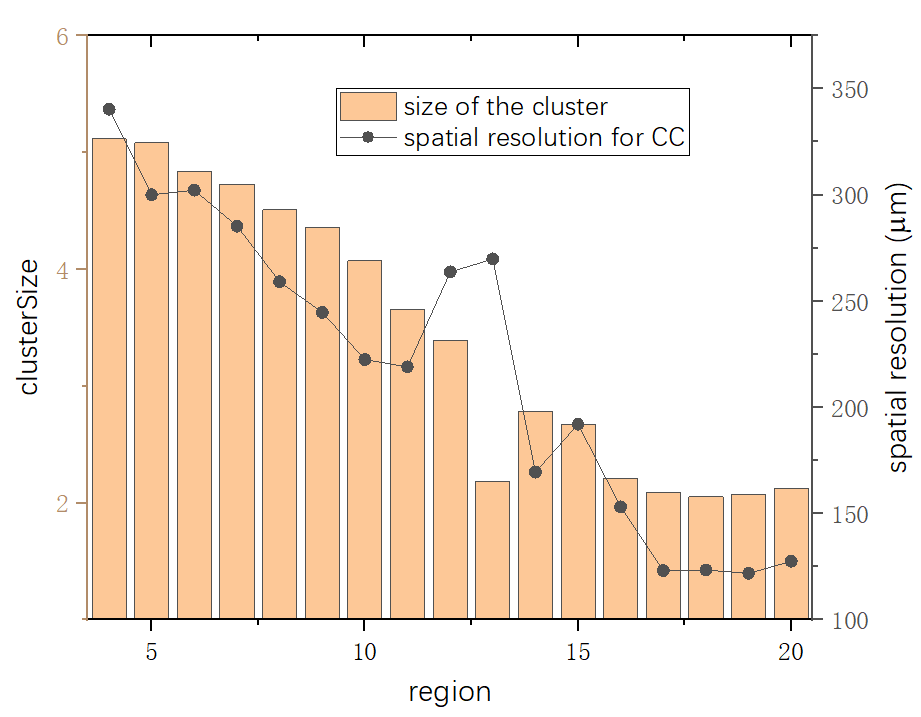 size of the cluster
spatial resolution for CC
6
4
2
clusterSize
350
300
250
200
150
100
spatial resolution (μm)
5
10
15
20
region